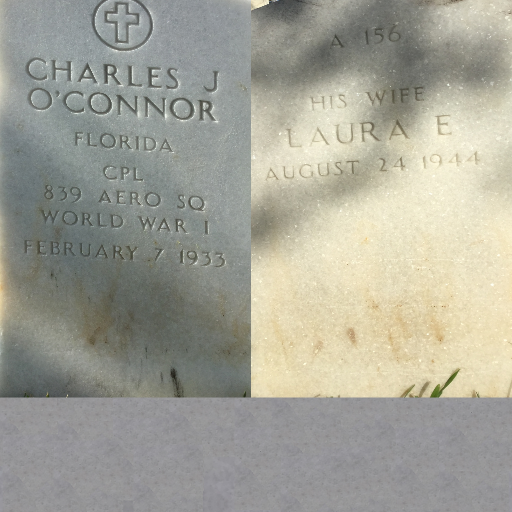 CHARLES J
O'CONNOR
FLORIDA
CPL
839 AERO SQ
WORLD WAR I
FEBRUARY 7 1933
A 156
HIS WIFE
LAURA E
AUGUST 24 1944